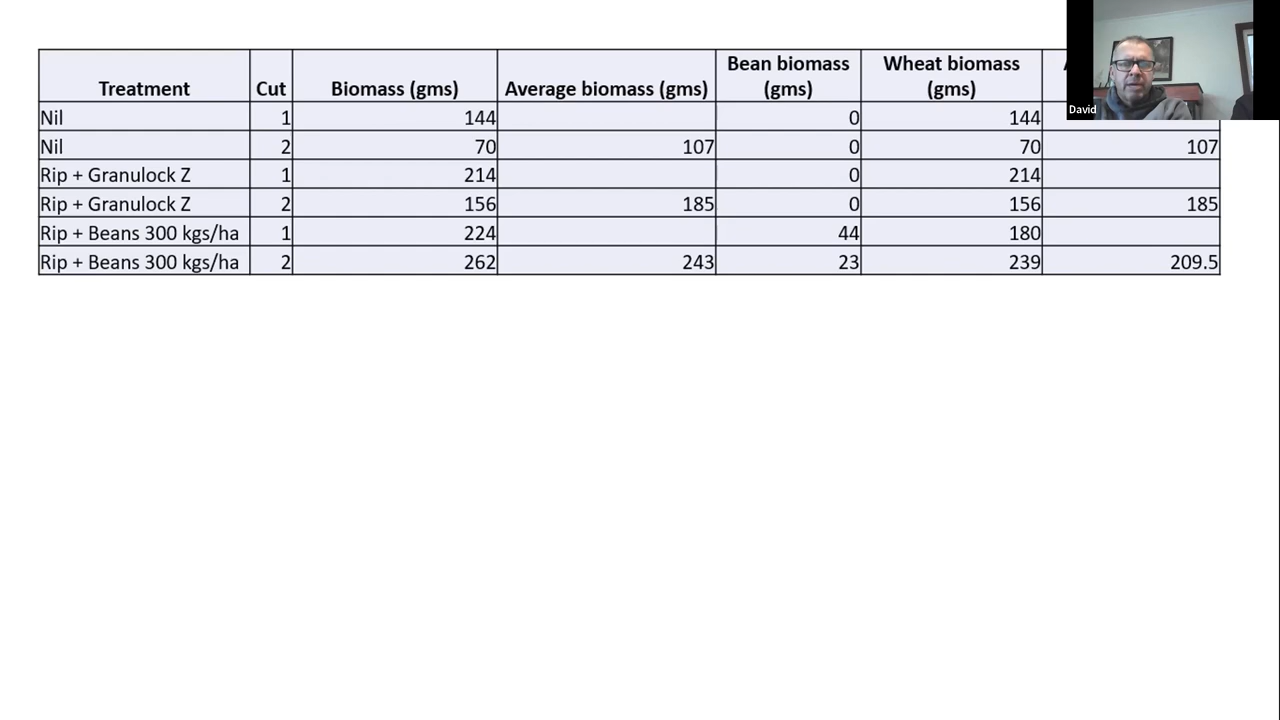 Treatment Cut Biomass (gms) Average biomass (gms) Bean biomass (gms) Wheat biomass (gms)
Nil 1 144 0 144
Nil 2 70 107 0 70 107
Rip + Granulock Z 1 214 0 214
Rip + Granulock Z 2 156 185 0 156 185
Rip + Beans 300 kgs/ha 1 224 44 180
Rip + Beans 300 kgs/ha 2 262 243 23 239 209.5
David